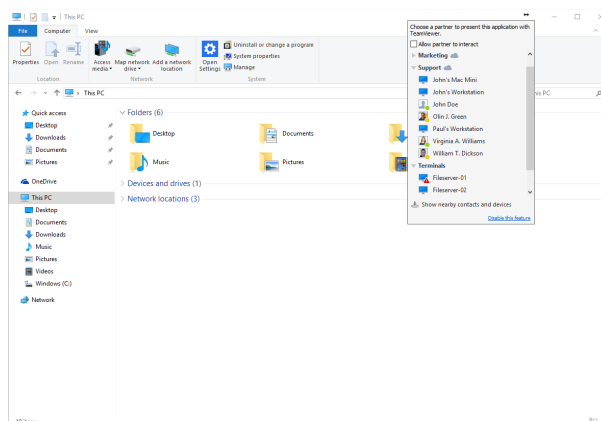 This PC
File Computer View
Properties Open Rename
Access media
Map network drive
Add a network location
Open Settings
Uninstall or change a program
System properties
Manage
Location
Network
System
This PC
Quick access
Desktop
Downloads
Documents
Pictures
OneDrive
This PC
Desktop
Documents
Downloads
Music
Pictures
Videos
Windows (C:)
Network
Folders (6)
Desktop
Documents
Music
Pictures
Devices and drives (1)
Network locations (3)
Choose a partner to present this application with
TeamViewer.
Allow partner to interact
Marketing
Support
John's Mac Mini
John's Workstation
John Doe
Olin J. Green
Paul's Workstation
Virginia A. Williams
William T. Dickson
Terminals
Fileserver-01
Fileserver-02
Show nearby contacts and devices
Disable this feature